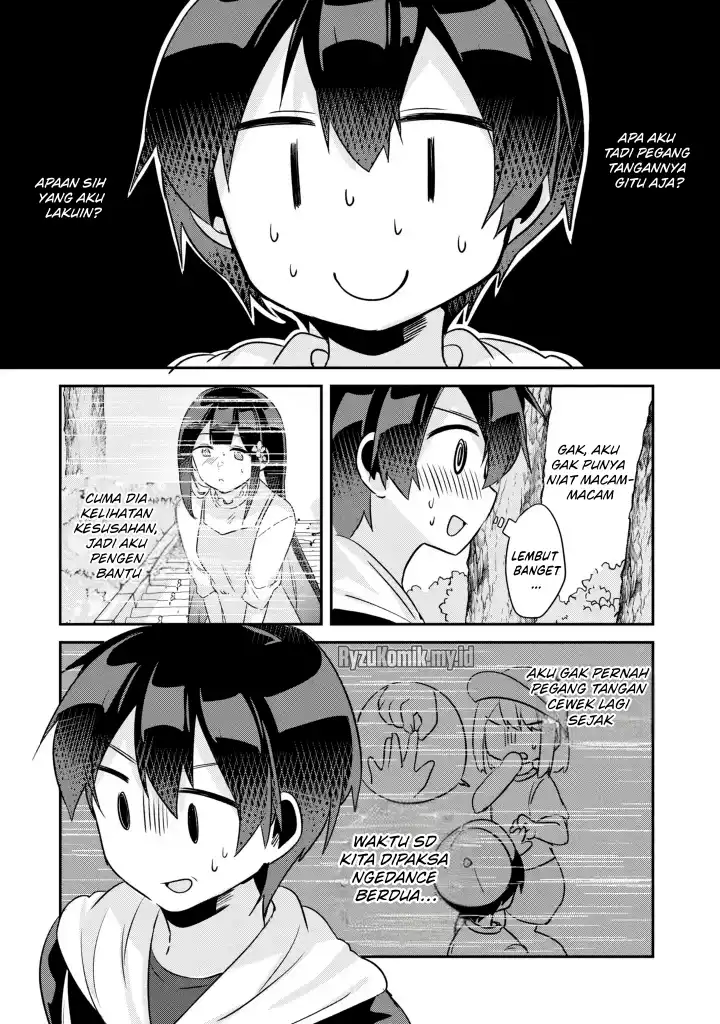 APA AKU
TADI PEGANG
TANGANNYA
GITU AJA?
APAAN SIH
YANG AKU
LAKUIN?
GAK, AKU
GAK PUNYA
NIAT MACAM-
MACAM
LEMBUT
BANGET
...
CUMA DIA
KELIHATAN
KESUSAHAN,
JADI AKU
PENGEN
BANTU
RyzuKomik.my.id
AKU GAK PERNAH
PEGANG TANGAN
CEWEK LAGI
SEJAK
WAKTU SD
KITA DIPAKSA
NGEDANCE
BERDUA...